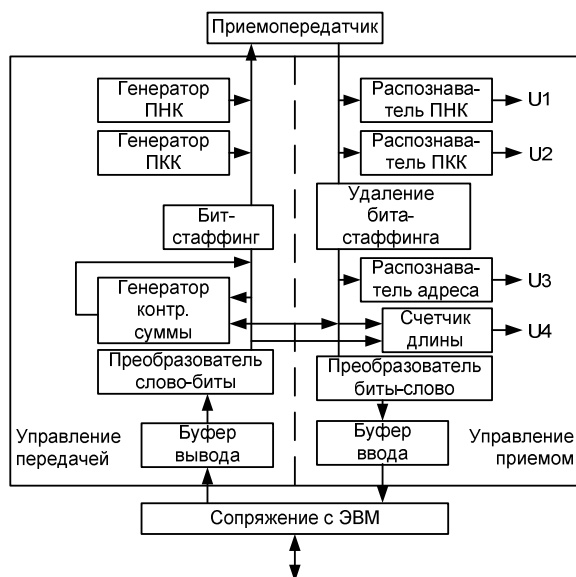 Приемопередатчик
Генератор
ПНК
Распознава-
тель ПНК
U1
Генератор
ПКК
Распознава-
тель ПКК
U2
Бит-
стаффинг
Удаление
бита-
стаффинга
Генератор
контр.
суммы
Распознава-
тель адреса
U3
Счетчик
длины
U4
Преобразователь
слово-биты
Преобразователь
биты-слово
Управление
передачей
Буфер
вывода
Буфер
ввода
Управление
приемом
Сопряжение с ЭВМ